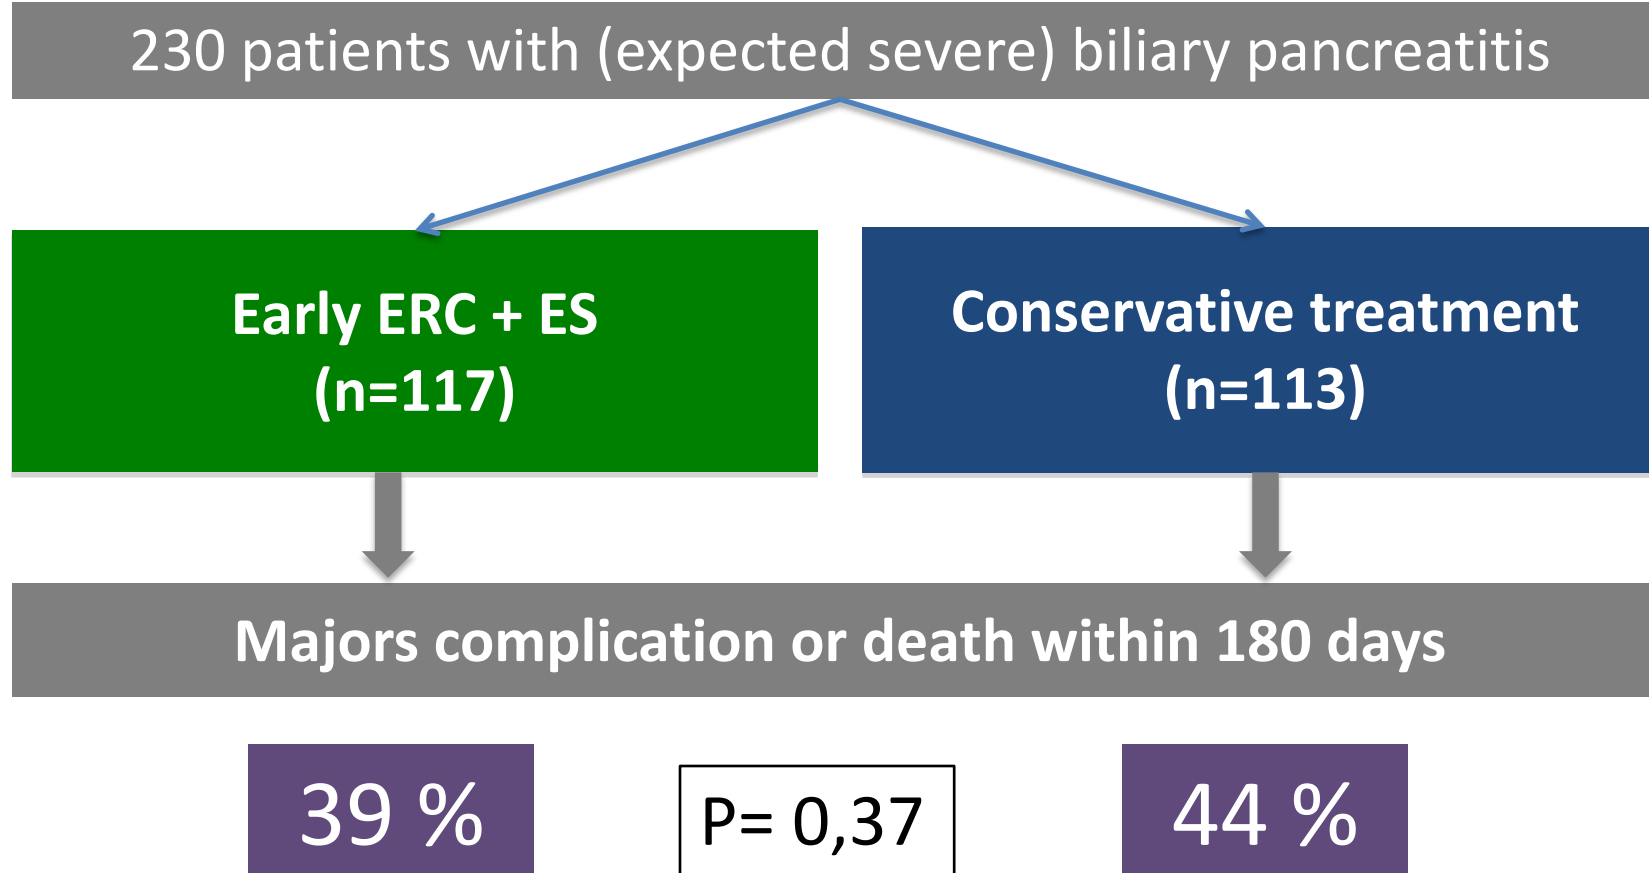 230 patients with (expected severe) biliary pancreatitis
Early ERC + ES
(n=117)
Conservative treatment
(n=113)
Majors complication or death within 180 days
39 %
P= 0,37
44 %